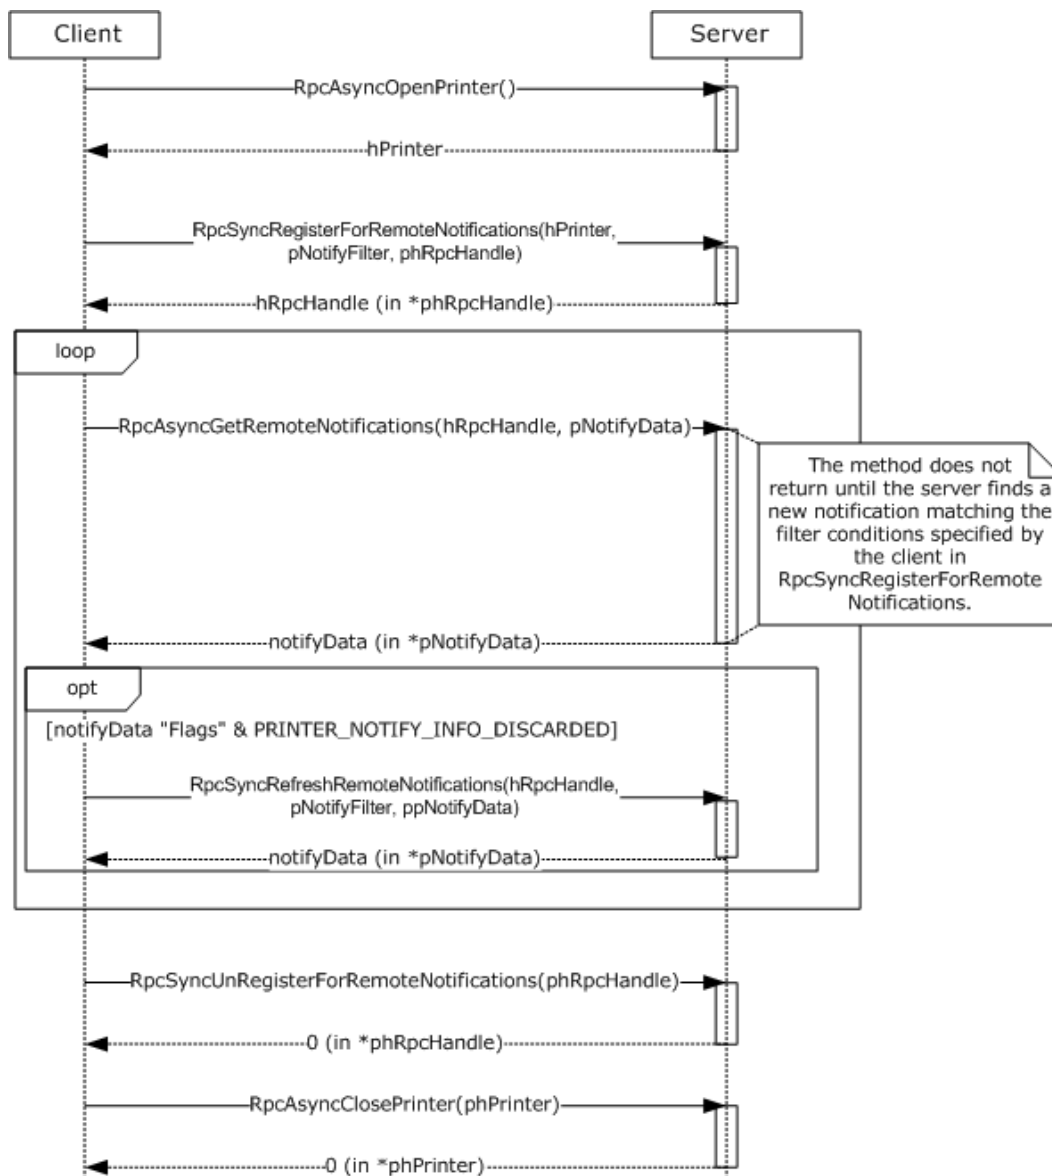 Client
Server
RpcAsyncOpenPrinter()
hPrinter
RpcSyncRegisterForRemoteNotifications(hPrinter,
pNotifyFilter, phRpcHandle)
hRpcHandle (in *phRpcHandle)
loop
RpcAsyncGetRemoteNotifications(hRpcHandle, pNotifyData)
The method does not
return until the server finds a
new notification matching the
filter conditions specified by
the client in
RpcSyncRegisterForRemote
Notifications.
notifyData (in *pNotifyData)
opt
[notifyData "Flags" & PRINTER_NOTIFY_INFO_DISCARDED]
RpcSyncRefreshRemoteNotifications(hRpcHandle,
pNotifyFilter, ppNotifyData)
notifyData (in *pNotifyData)
RpcSyncUnRegisterForRemoteNotifications(phRpcHandle)
0 (in *phRpcHandle)
RpcAsyncClosePrinter(phPrinter)
0 (in *phPrinter)